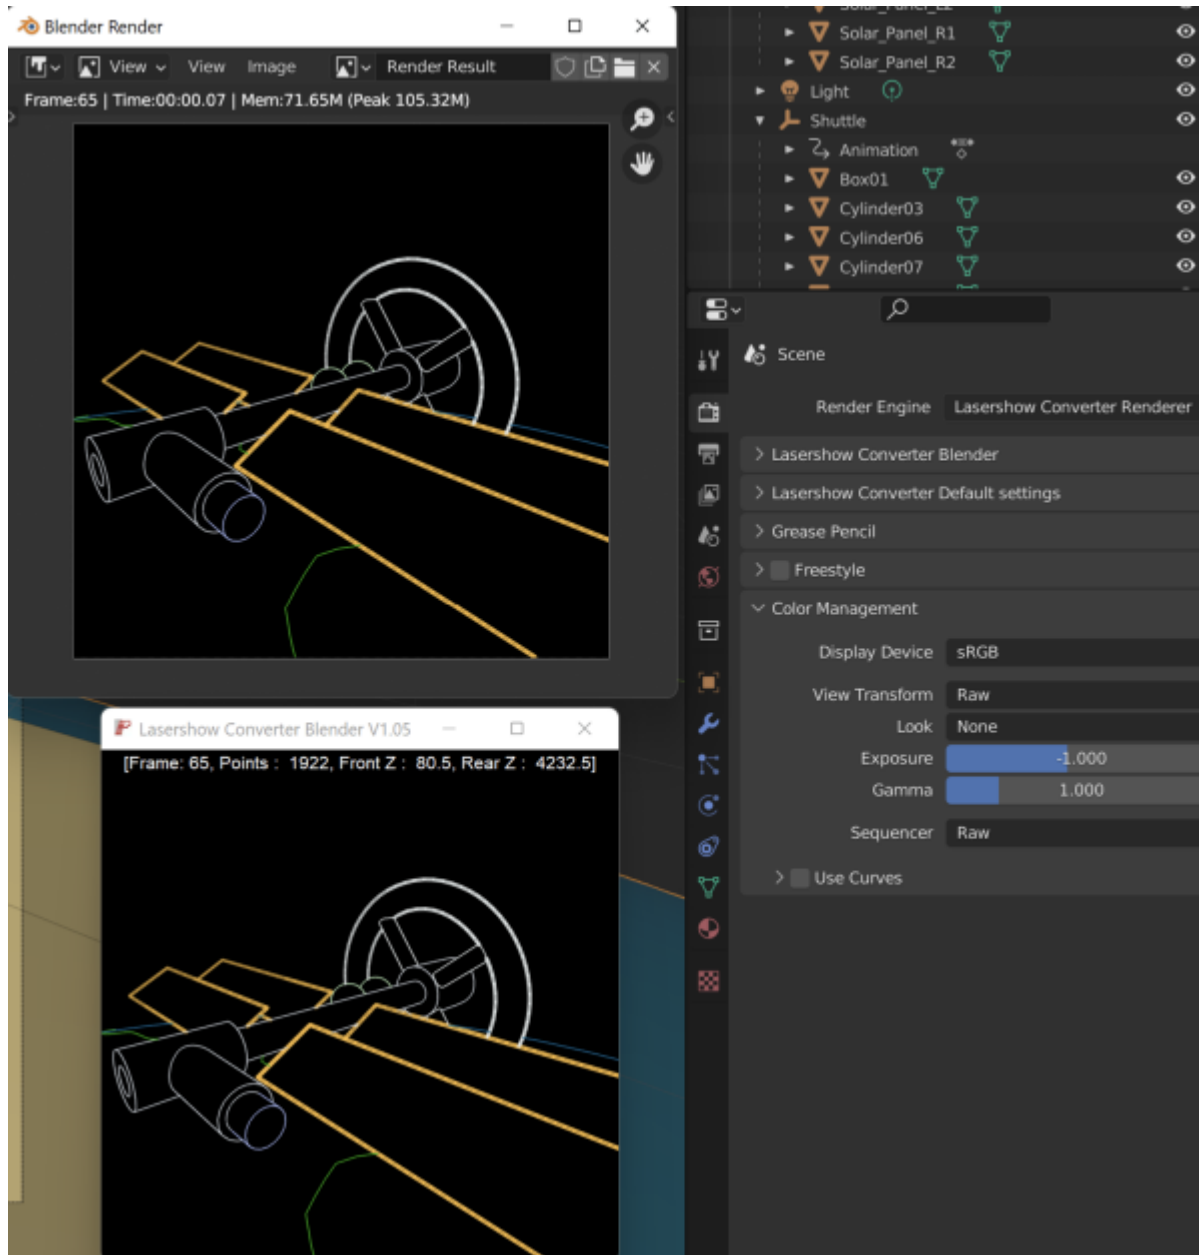 Blender Render
View
View
Image
Render Result
Frame:65 | Time:00:00.07 | Mem:71.65M (Peak 105.32M)
Solar_Panel_R1
Solar_Panel_R2
Light
Shuttle
Animation
Box01
Cylinder03
Cylinder06
Cylinder07
Scene
Render Engine
Lasershow Converter Renderer
Lasershow Converter Blender
Lasershow Converter Default settings
Grease Pencil
Freestyle
Color Management
Display Device
sRGB
View Transform
Raw
Look
None
Exposure
-1.000
Gamma
1.000
Sequencer
Raw
Use Curves
Lasershow Converter Blender V1.05
[Frame: 65, Points : 1922, Front Z : 80.5, Rear Z : 4232.5]